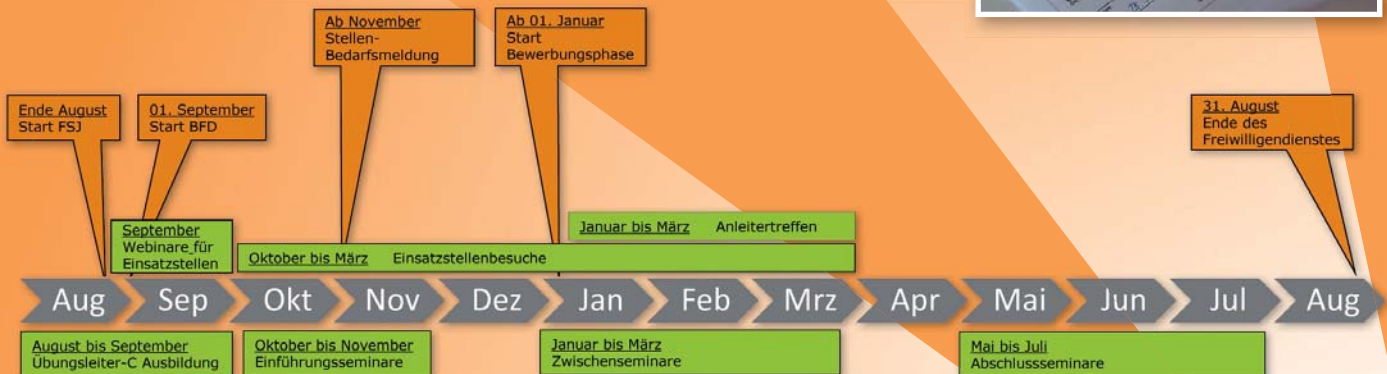 Ab November
Stellen-
Bedarfsmeldung
Ab 01. Januar
Start
Bewerbungsphase
Ende August
Start FSJ
01. September
Start BFD
31. August
Ende des
Freiwilligendienstes
September
Webinare für
Einsatzstellen
Januar bis März Anleitertreffen
Oktober bis März Einsatzstellenbesuche
Aug Sep Okt Nov Dez Jan Feb Mrz Apr Mai Jun Jul Aug
August bis September
Übungsleiter-C Ausbildung
Oktober bis November
Einführungsseminare
Januar bis März
Zwischenseminare
Mai bis Juli
Abschlussseminare